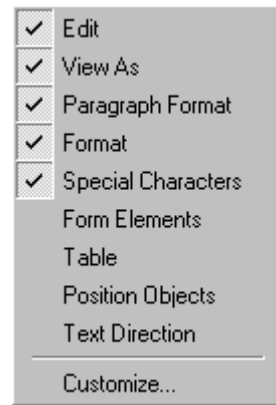 Edit
View As
Paragraph Format
Format
Special Characters
Form Elements
Table
Position Objects
Text Direction
Customize...